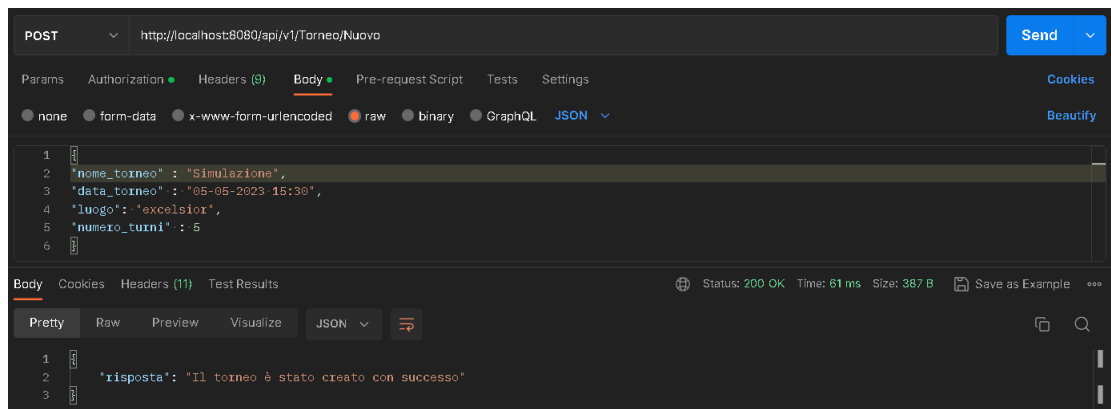 POST http://localhost:8080/api/v1/Torneo/Nuovo Send
Params Authorization Headers (9) Body Pre-request Script Tests Settings Cookies
none form-data x-www-form-urlencoded raw binary GraphQL JSON Beautify
1 {
2 "nome_torneo" : "Simulazione",
3 "data_torneo" : "05-05-2023 15:30",
4 "luogo": "excelsior",
5 "numero_turni" : 5
6 }
Body Cookies Headers (11) Test Results Status: 200 OK Time: 61 ms Size: 387 B Save as Example
Pretty Raw Preview Visualize JSON
1 {
2 "risposta": "Il torneo è stato creato con successo"
3 }